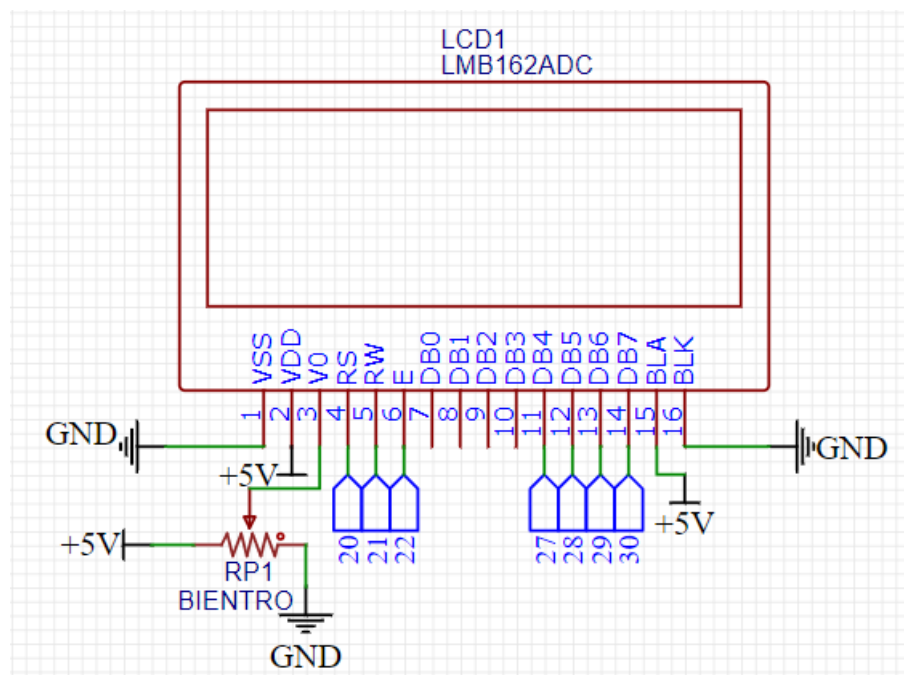 LCD1
LMB162ADC
VSS VDD V0 RS RW E DB0 DB1 DB2 DB3 DB4 DB5 DB6 DB7 BLA BLK
1 2 3 4 5 6 7 8 9 10 11 12 13 14 15 16
GND
GND
+5V
+5V
20 21 22
27 28 29 30
+5V
RP1
BIENTRO
GND